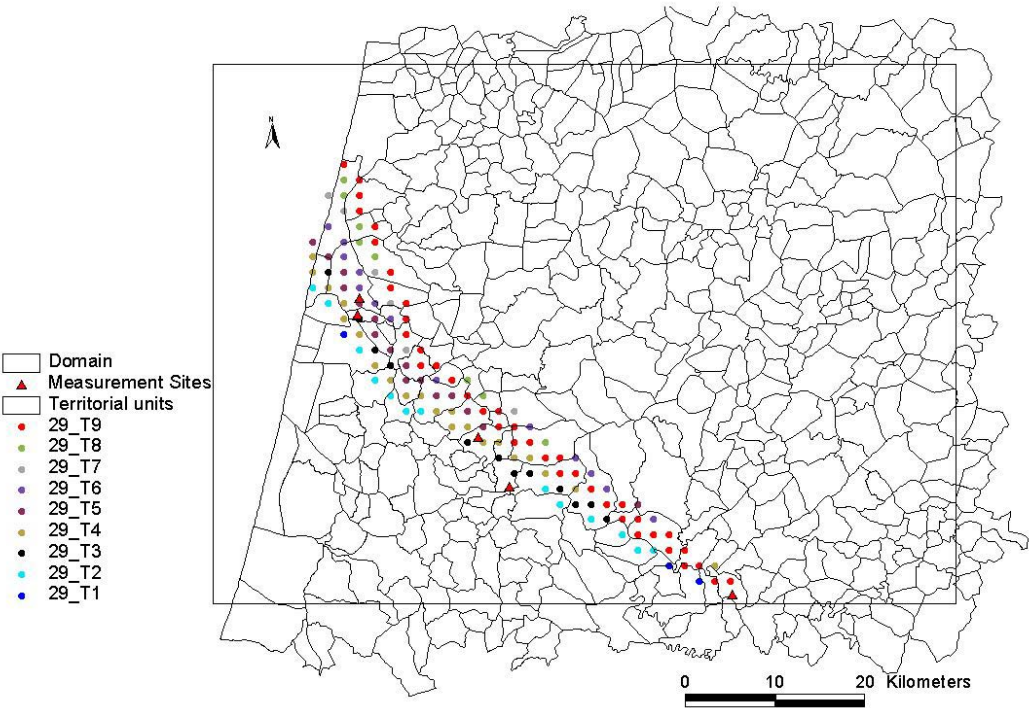 N
Domain
Measurement Sites
Territorial units
29_T9
29_T8
29_T7
29_T6
29_T5
29_T4
29_T3
29_T2
29_T1
0 10 20 Kilometers